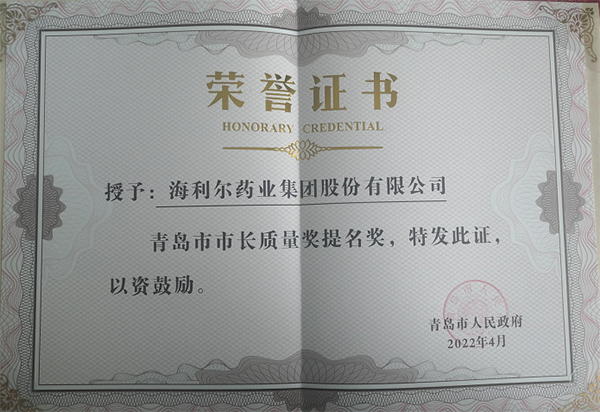 荣誉证书
HONORARY CREDENTIAL
授予：海利尔药业集团股份有限公司
青岛市市长质量奖提名奖，特发此证，
以资鼓励。
青岛市人民政府
2022年4月